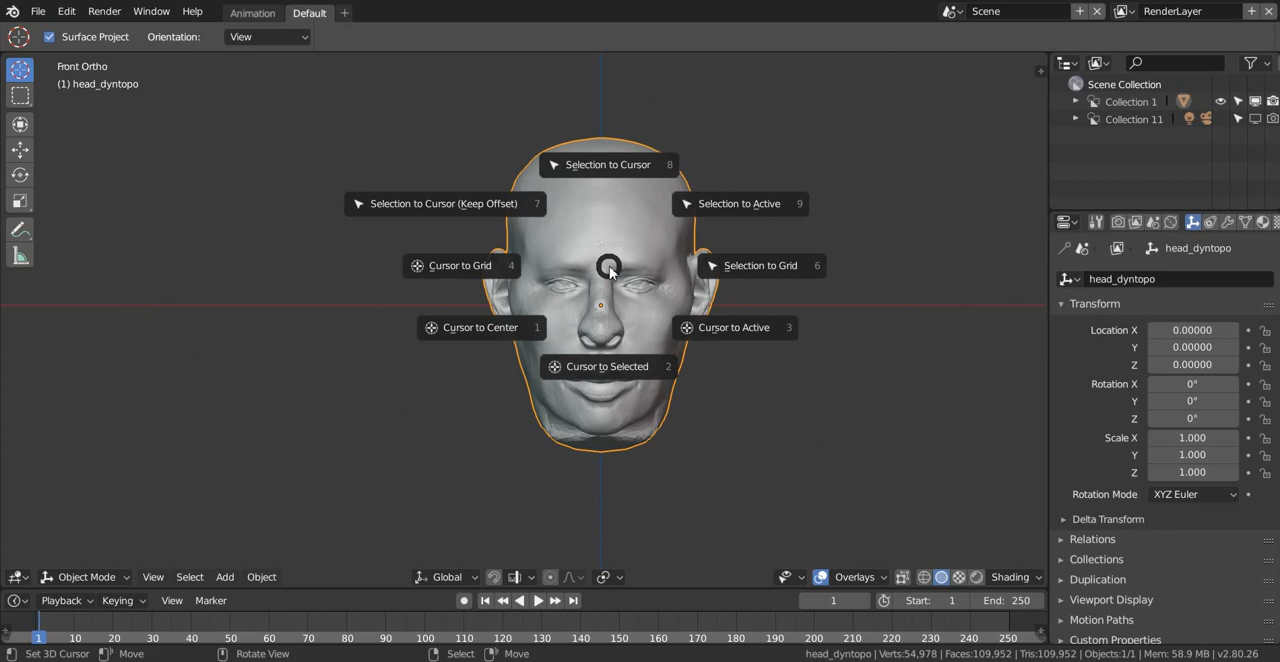 File Edit Render Window Help Animation Default + Scene RenderLayer
Surface Project Orientation: View
Front Ortho
(1) head_dyntopo
Selection to Cursor 8
Selection to Cursor (Keep Offset) 7
Selection to Active 9
Snap
Cursor to Grid 4
Selection to Grid 6
Cursor to Center 1
Cursor to Active 3
Cursor to Selected 2
Scene Collection
Collection 1
Collection 11
head_dyntopo
head_dyntopo
Transform
Location X 0.00000
Y 0.00000
Z 0.00000
Rotation X 0°
Y 0°
Z 0°
Scale X 1.000
Y 1.000
Z 1.000
Rotation Mode XYZ Euler
Delta Transform
Relations
Collections
Duplication
Viewport Display
Motion Paths
Custom Properties
Object Mode View Select Add Object Global Overlays Shading
Playback Keying View Marker 1 Start: 1 End: 250
1 10 20 30 40 50 60 70 80 90 100 110 120 130 140 150 160 170 180 190 200 210 220 230 240 250
Set 3D Cursor Move Rotate View Select Move head_dyntopo | Verts:54,978 | Faces:109,952 | Tris:109,952 | Objects:1/1 | Mem: 58.9 MB | v2.80.26